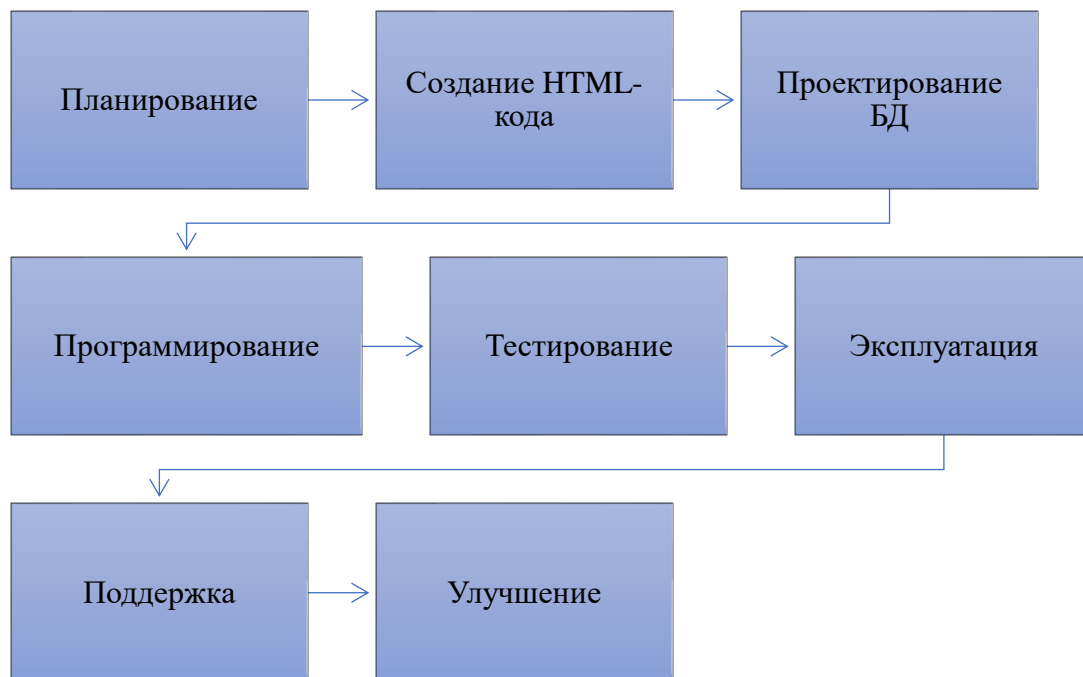 Планирование
Создание HTML-
кода
Проектирование
БД
Программирование
Тестирование
Эксплуатация
Поддержка
Улучшение